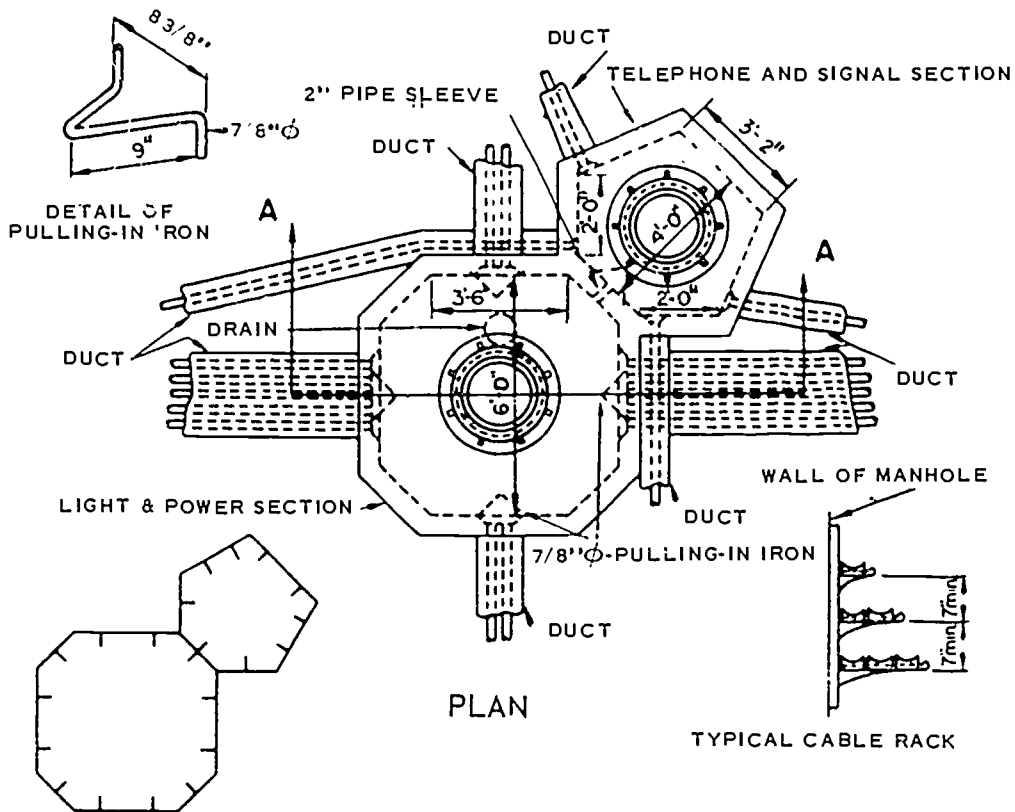 8 3/8"
7/8"φ
9"
DETAIL OF
PULLING-IN IRON
DUCT
TELEPHONE AND SIGNAL SECTION
2" PIPE SLEEVE
DUCT
3'-2"
2'-0"
4'-0"
A
A
3'-6"
2'-0"
DRAIN
DUCT
6'-0"
DUCT
LIGHT & POWER SECTION
DUCT
7/8"φ-PULLING-IN IRON
DUCT
WALL OF MANHOLE
7"min
7"min
PLAN
TYPICAL CABLE RACK